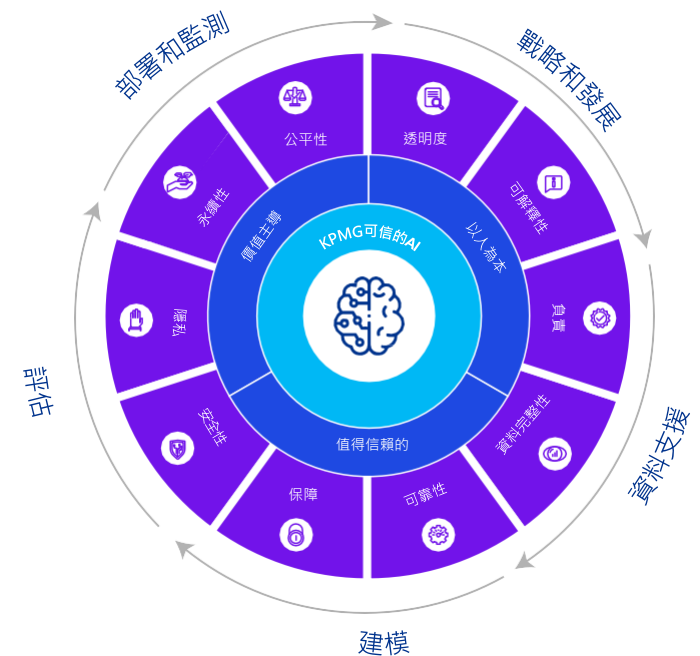 部署和監測
戰略和發展
資料支援
建模
評估
公平性
透明度
可解釋性
負責
資料完整性
可靠性
保障
安全性
隱私
永續性
價值主導
以人為本
值得信賴的
KPMG可信的AI